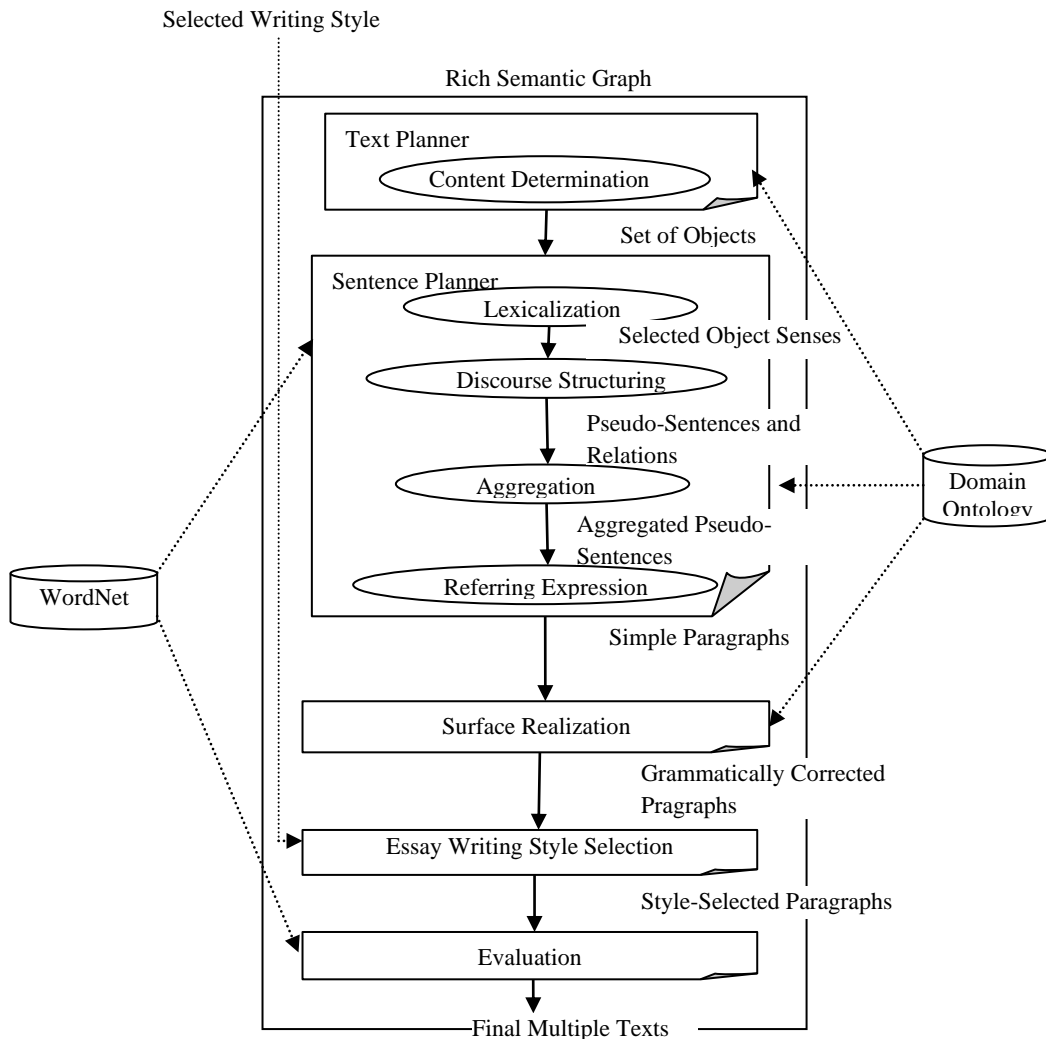 Selected Writing Style
Rich Semantic Graph
Text Planner
Content Determination
Set of Objects
Sentence Planner
Lexicalization
Selected Object Senses
Discourse Structuring
Pseudo-Sentences and
Relations
Aggregation
Domain
Ontology
Aggregated Pseudo-
Sentences
Referring Expression
WordNet
Simple Paragraphs
Surface Realization
Grammatically Corrected
Pragraphs
Essay Writing Style Selection
Style-Selected Paragraphs
Evaluation
Final Multiple Texts